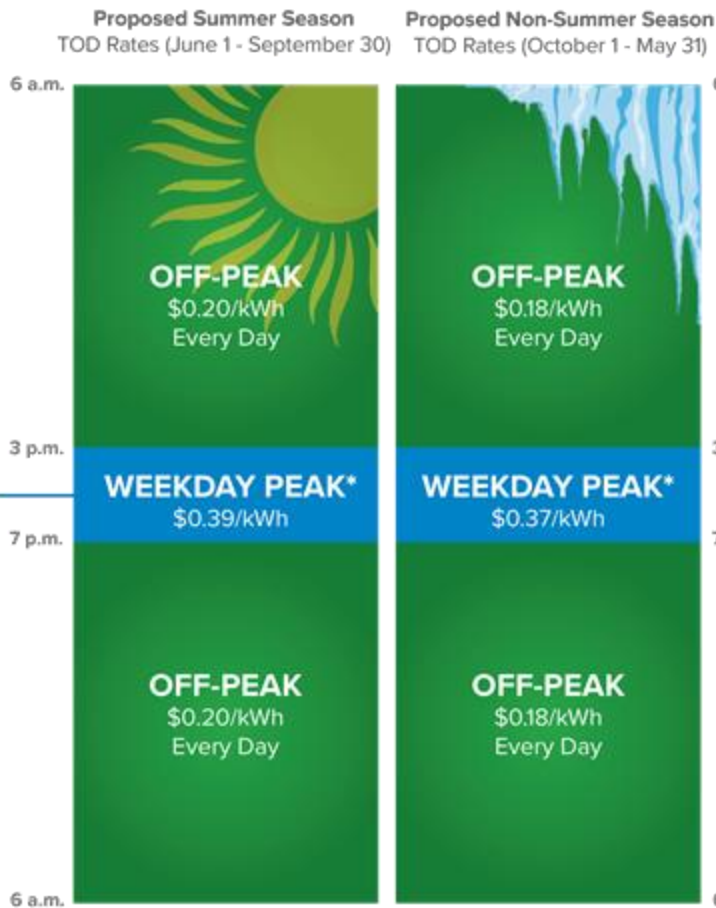 Proposed Summer Season
TOD Rates (June 1 - September 30)
Proposed Non-Summer Season
TOD Rates (October 1 - May 31)
6 a.m.
OFF-PEAK
$0.20/kWh
Every Day
OFF-PEAK
$0.18/kWh
Every Day
3 p.m.
WEEKDAY PEAK*
$0.39/kWh
WEEKDAY PEAK*
$0.37/kWh
7 p.m.
OFF-PEAK
$0.20/kWh
Every Day
OFF-PEAK
$0.18/kWh
Every Day
6 a.m.